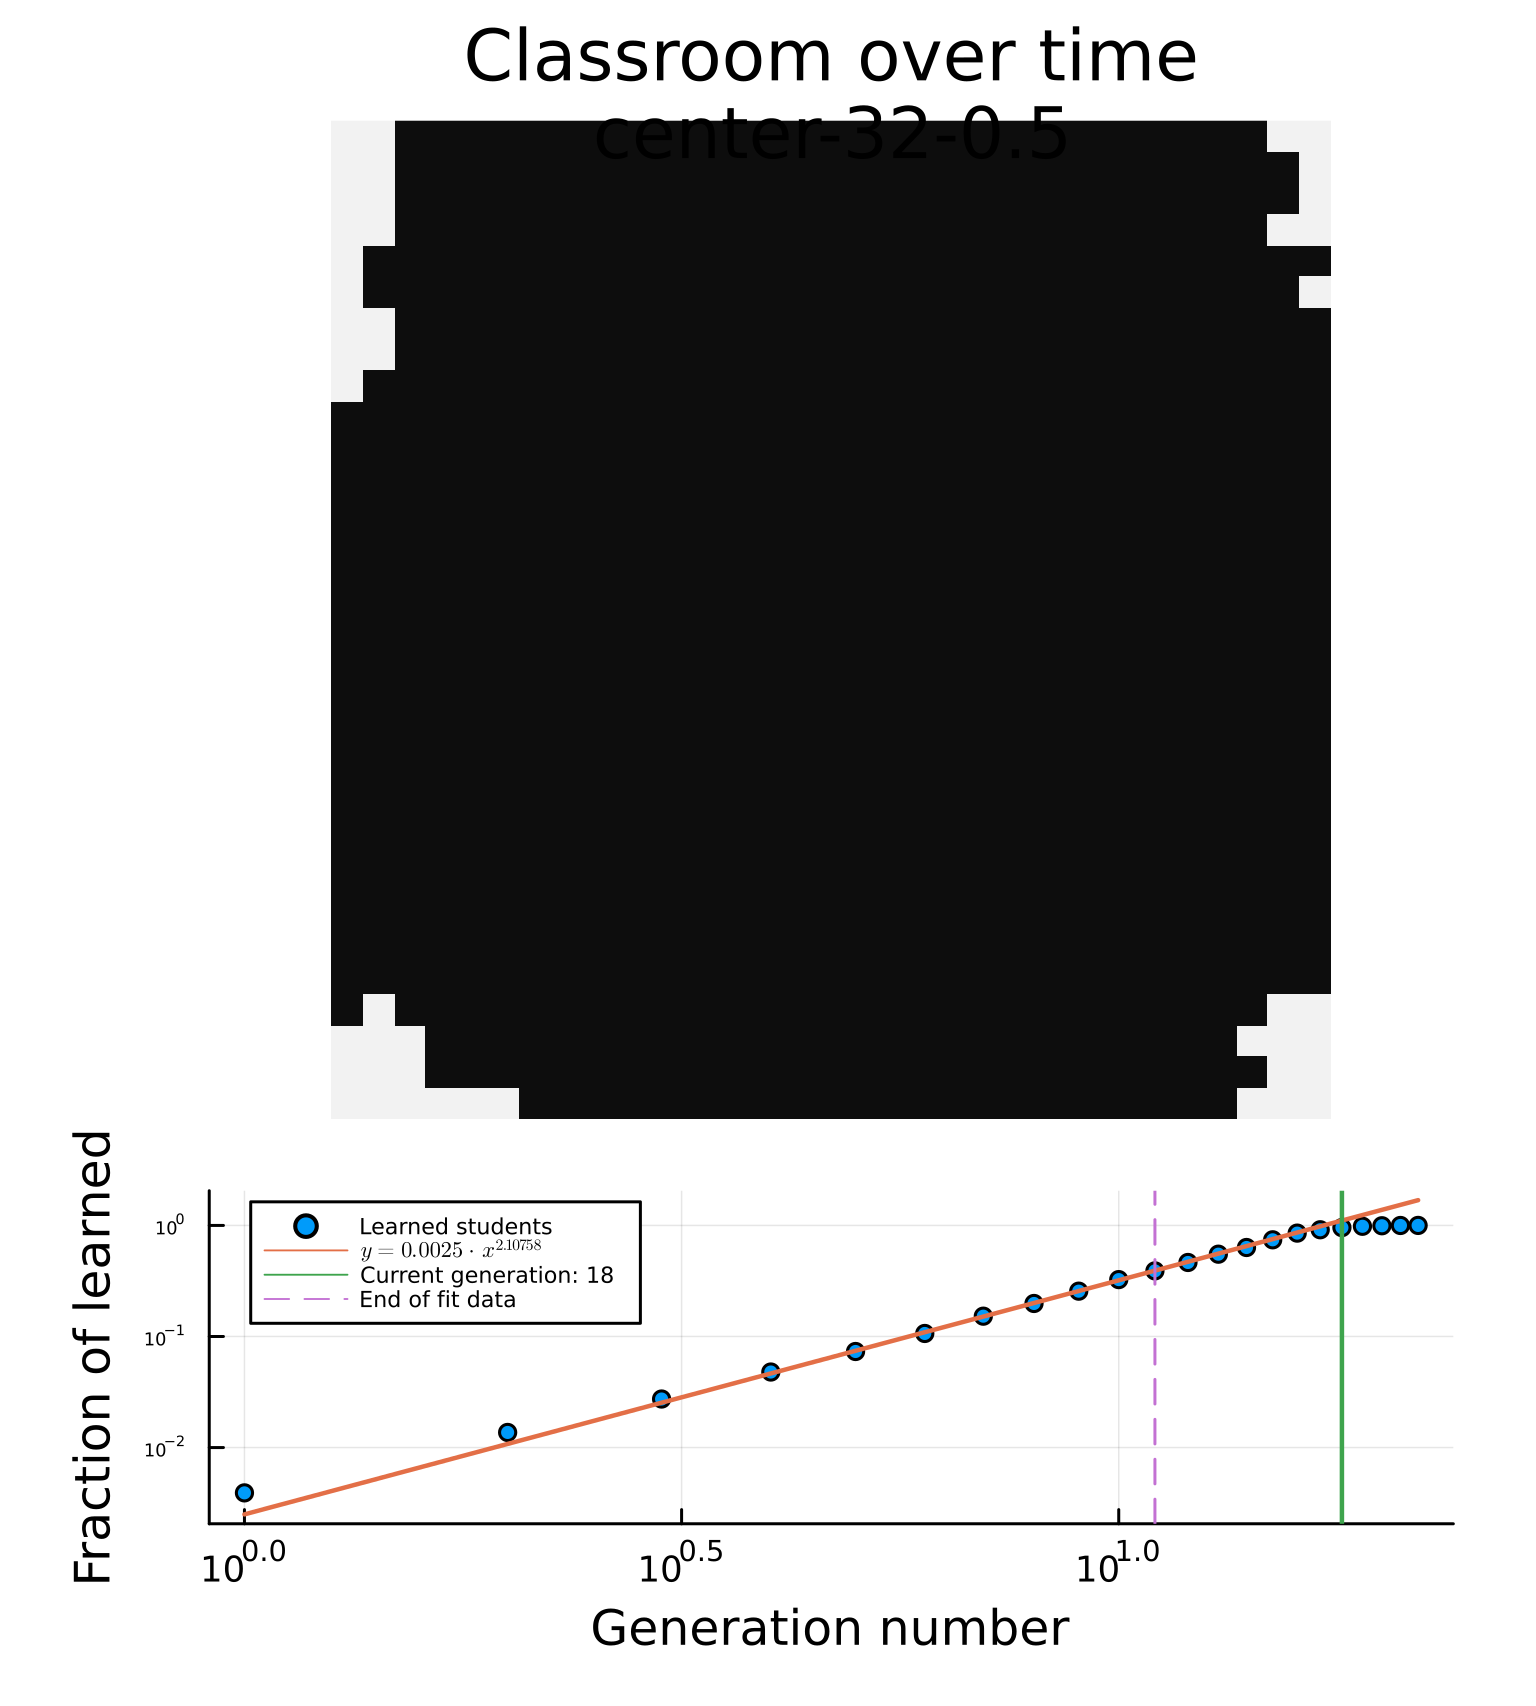 Classroom over time
center-32-0.5
Fraction of learned
10^0
10^-1
10^-2
Learned students
y = 0.0025 · x^2.10758
Current generation: 18
End of fit data
10^0.0
10^0.5
10^1.0
Generation number